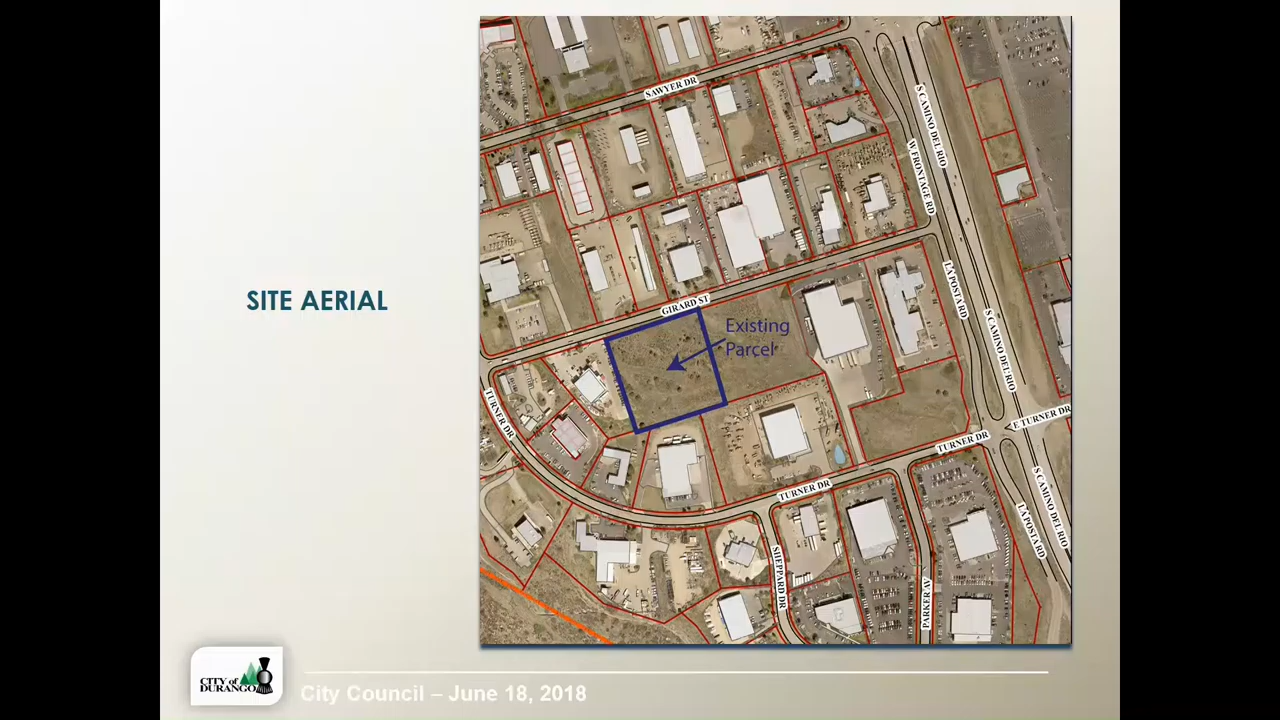 SITE AERIAL
SAWYER DR
S CAMINO DEL RIO
W FRONTAGE RD
GIRARD ST
LA POSTA RD
S CAMINO DEL RIO
Existing
Parcel
TURNER DR
E TURNER DR
TURNER DR
TURNER DR
S CAMINO DEL RIO
LA POSTA RD
SHEPPARD DR
PARKER AV
CITY of
DURANGO
City Council – June 18, 2018